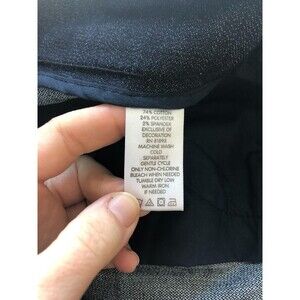 74% COTTON
24% POLYESTER
2% SPANDEX
EXCLUSIVE OF
DECORATION
RN 81893
MACHINE WASH
COLD
SEPARATELY
GENTLE CYCLE
ONLY NON-CHLORINE
BLEACH WHEN NEEDED
TUMBLE DRY LOW
WARM IRON
IF NEEDED